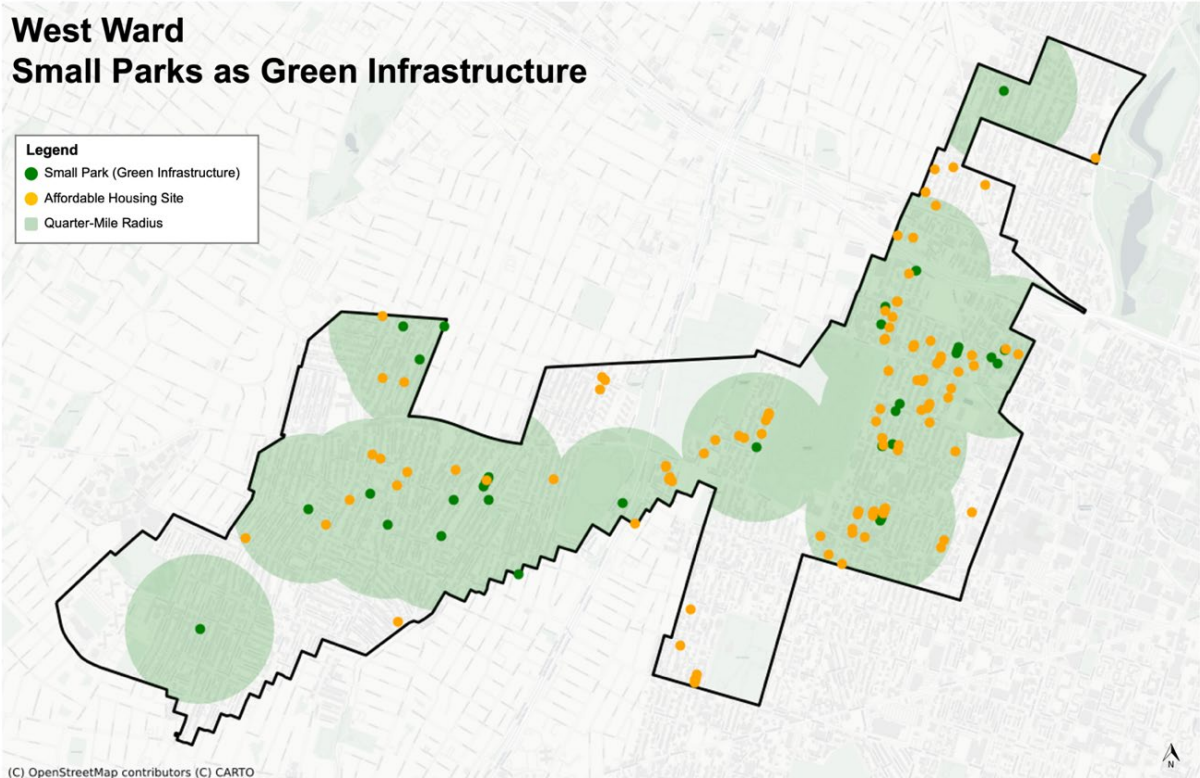 West Ward
Small Parks as Green Infrastructure
Legend
Small Park (Green Infrastructure)
Affordable Housing Site
Quarter-Mile Radius
N
(C) OpenStreetMap contributors (C) CARTO